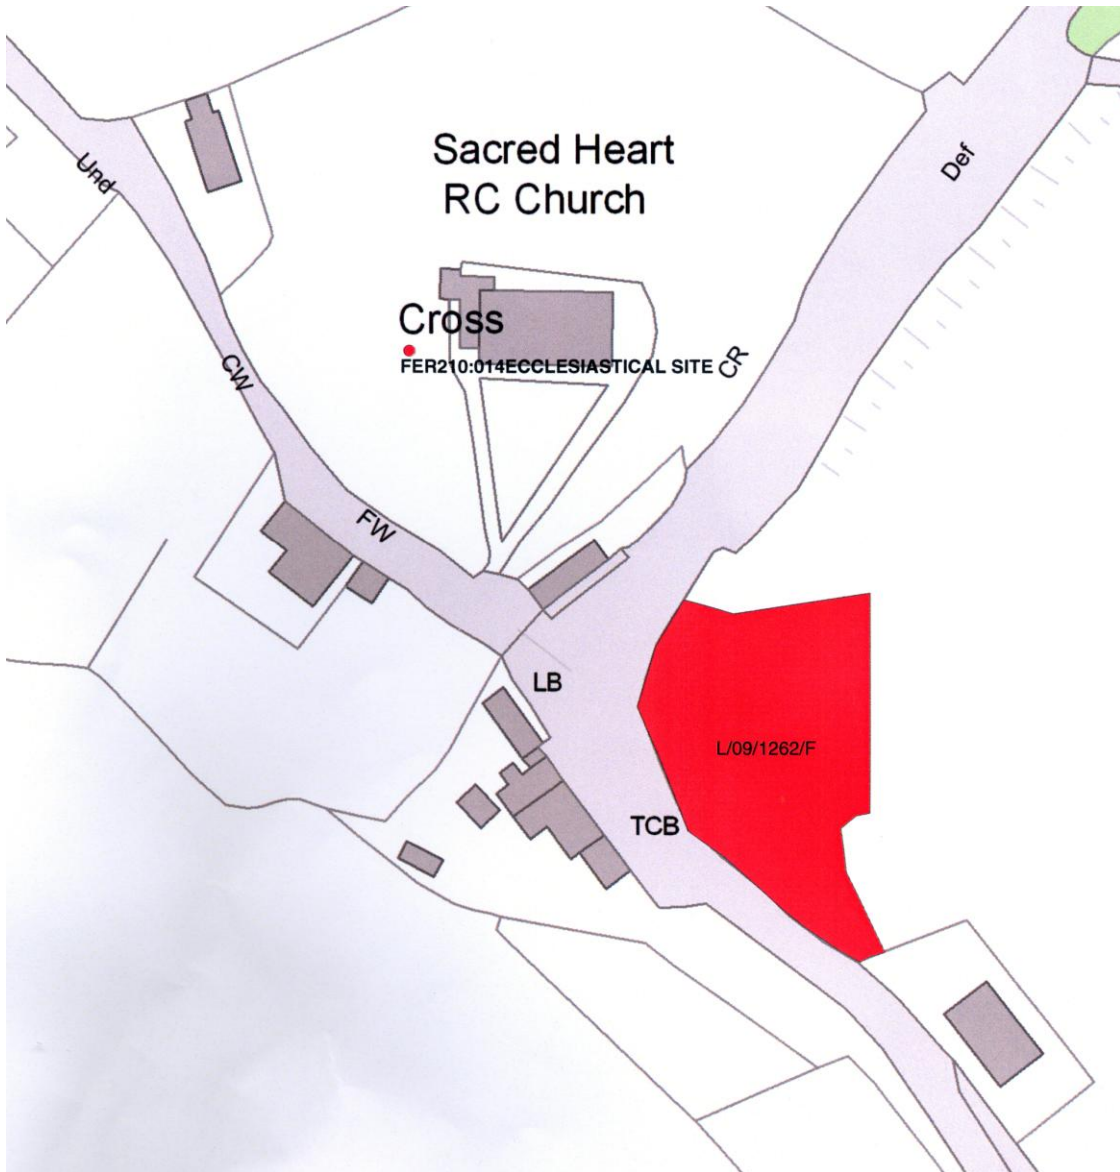 Sacred Heart
RC Church
Und
Def
Cross
FER210:014ECCLESIASTICAL SITE
CR
CW
FW
LB
L/09/1262/F
TCB